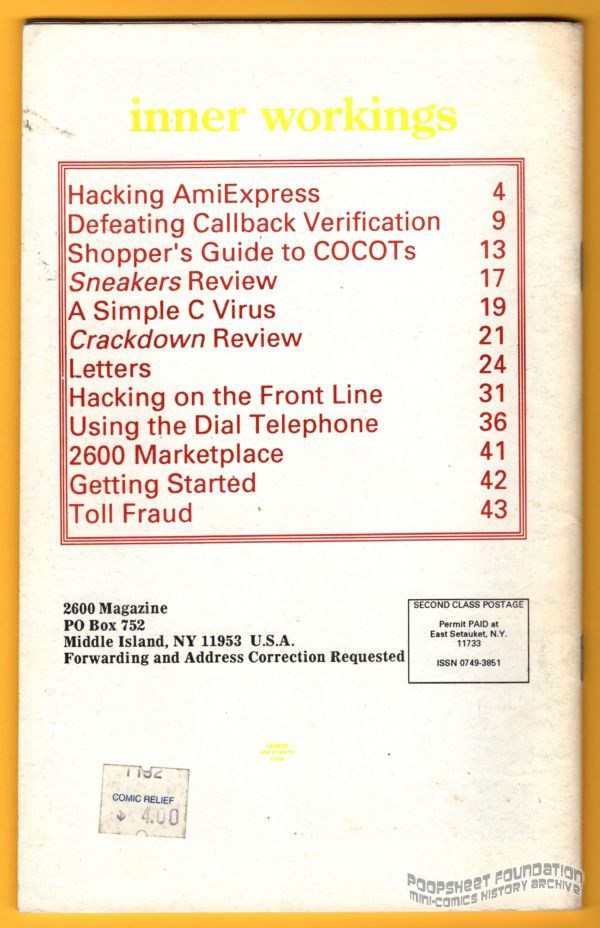 inner workings
Hacking AmiExpress 4
Defeating Callback Verification 9
Shopper's Guide to COCOTs 13
Sneakers Review 17
A Simple C Virus 19
Crackdown Review 21
Letters 24
Hacking on the Front Line 31
Using the Dial Telephone 36
2600 Marketplace 41
Getting Started 42
Toll Fraud 43
2600 Magazine
PO Box 752
Middle Island, NY 11953 U.S.A.
Forwarding and Address Correction Requested
SECOND CLASS POSTAGE
Permit PAID at
East Setauket, N.Y.
11733
ISSN 0749-3851
1192
COMIC RELIEF
$ 4.00
POOPSHEET FOUNDATION
MINI-COMICS HISTORY ARCHIVE